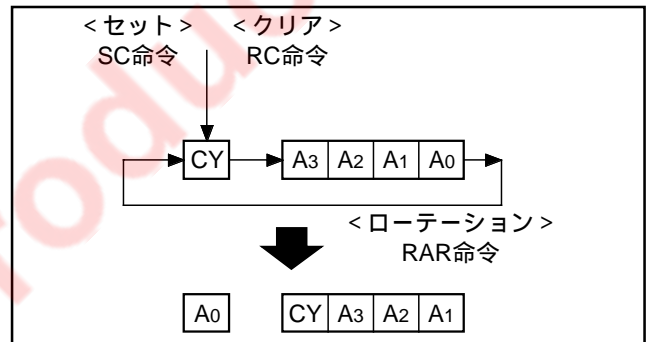 <セット> <クリア>
SC命令 RC命令
CY A3 A2 A1 A0
<ローテーション>
RAR命令
A0 CY A3 A2 A1